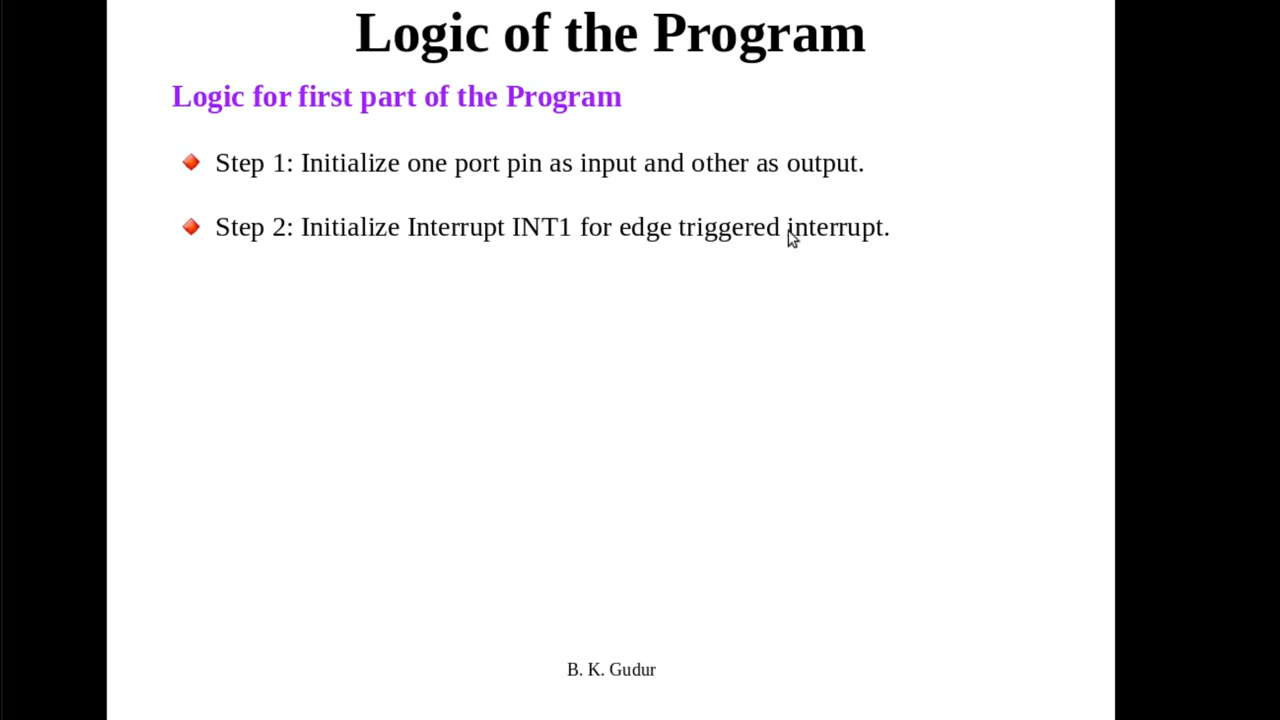 Logic of the Program
Logic for first part of the Program
Step 1: Initialize one port pin as input and other as output.
Step 2: Initialize Interrupt INT1 for edge triggered interrupt.
B. K. Gudur